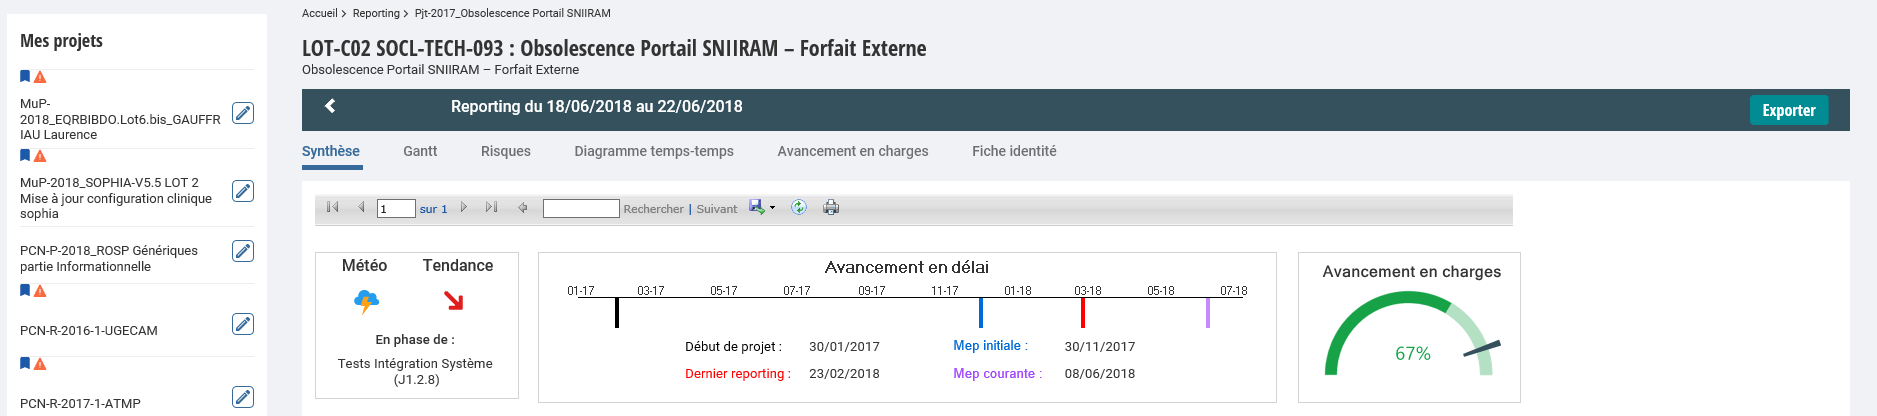 Mes projets
MuP-
2018_EQRBIBDO.Lot6.bis_GAUFFR
IAU Laurence
MuP-2018_SOPHIA-V5.5 LOT 2
Mise à jour configuration clinique
sophia
PCN-P-2018_ROSP Génériques
partie Informationnelle
PCN-R-2016-1-UGECAM
PCN-R-2017-1-ATMP
Accueil > Reporting > Pjt-2017_Obsolescence Portail SNIIRAM
LOT-C02 SOCL-TECH-093 : Obsolescence Portail SNIIRAM – Forfait Externe
Obsolescence Portail SNIIRAM – Forfait Externe
Reporting du 18/06/2018 au 22/06/2018
Exporter
Synthèse Gantt Risques Diagramme temps-temps Avancement en charges Fiche identité
1 sur 1 Rechercher | Suivant
Météo Tendance
En phase de :
Tests Intégration Système
(J1.2.8)
Avancement en délai
01-17 03-17 05-17 07-17 09-17 11-17 01-18 03-18 05-18 07-18
Début de projet : 30/01/2017 Mep initiale : 30/11/2017
Dernier reporting : 23/02/2018 Mep courante : 08/06/2018
Avancement en charges
67%